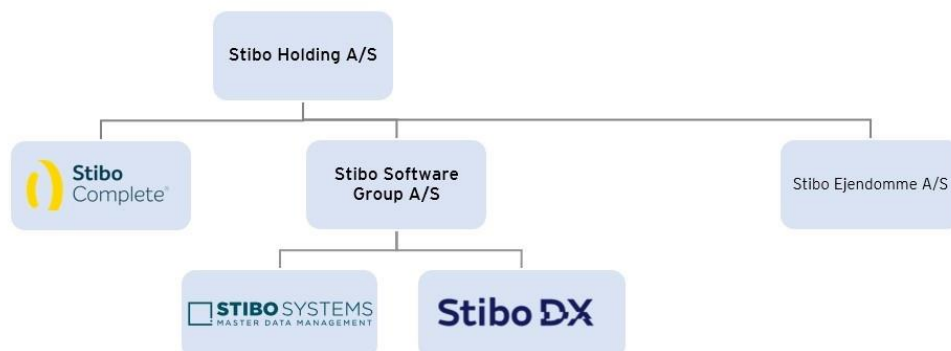 Stibo Holding A/S
Stibo
Complete®
Stibo Software
Group A/S
Stibo Ejendomme A/S
STIBO SYSTEMS
MASTER DATA MANAGEMENT
Stibo DX